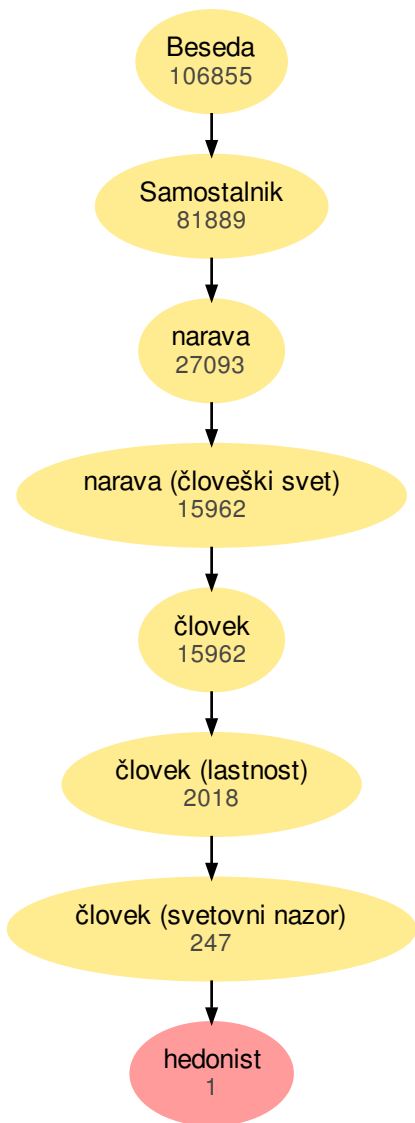 Beseda
106855
Samostalnik
81889
narava
27093
narava (človeški svet)
15962
človek
15962
človek (lastnost)
2018
človek (svetovni nazor)
247
hedonist
1